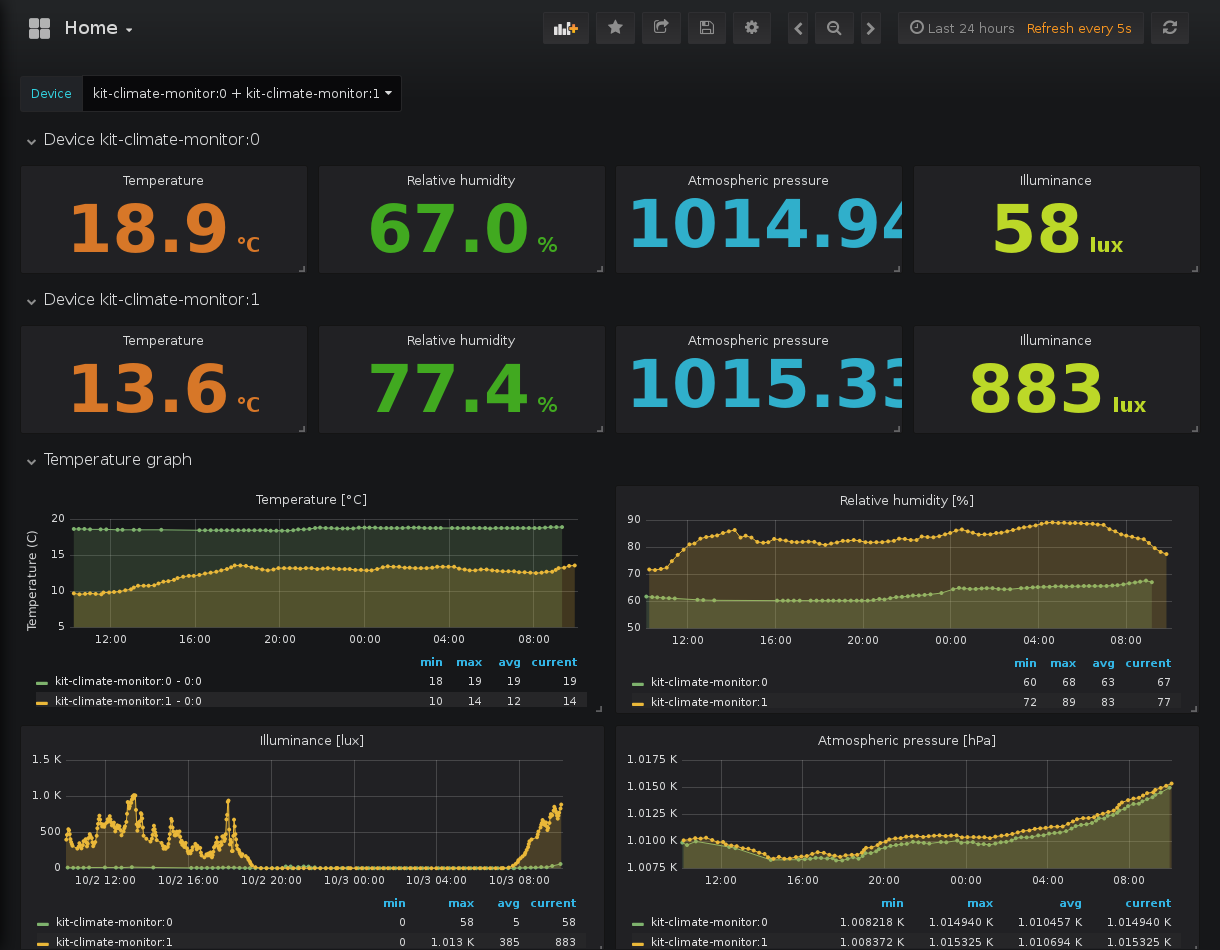 Home
Last 24 hours Refresh every 5s
Device kit-climate-monitor:0 + kit-climate-monitor:1
Device kit-climate-monitor:0
Temperature Relative humidity Atmospheric pressure Illuminance
18.9 °C 67.0 % 1014.94 58 lux
Device kit-climate-monitor:1
Temperature Relative humidity Atmospheric pressure Illuminance
13.6 °C 77.4 % 1015.33 883 lux
Temperature graph
Temperature [°C]
Temperature (C)
20
15
10
5
12:00 16:00 20:00 00:00 04:00 08:00
min max avg current
kit-climate-monitor:0 - 0:0 18 19 19 19
kit-climate-monitor:1 - 0:0 10 14 12 14
Relative humidity [%]
90
80
70
60
50
12:00 16:00 20:00 00:00 04:00 08:00
min max avg current
kit-climate-monitor:0 60 68 63 67
kit-climate-monitor:1 72 89 83 77
Illuminance [lux]
1.5 K
1.0 K
500
0
10/2 12:00 10/2 16:00 10/2 20:00 10/3 00:00 10/3 04:00 10/3 08:00
min max avg current
kit-climate-monitor:0 0 58 5 58
kit-climate-monitor:1 0 1.013 K 385 883
Atmospheric pressure [hPa]
1.0175 K
1.0150 K
1.0125 K
1.0100 K
1.0075 K
12:00 16:00 20:00 00:00 04:00 08:00
min max avg current
kit-climate-monitor:0 1.008218 K 1.014940 K 1.010457 K 1.014940 K
kit-climate-monitor:1 1.008372 K 1.015325 K 1.010694 K 1.015325 K